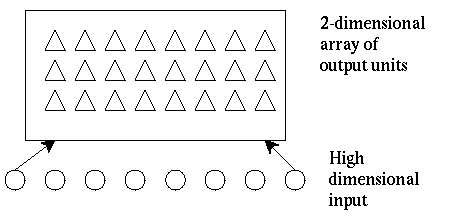 2-dimensional
array of
output units
High
dimensional
input